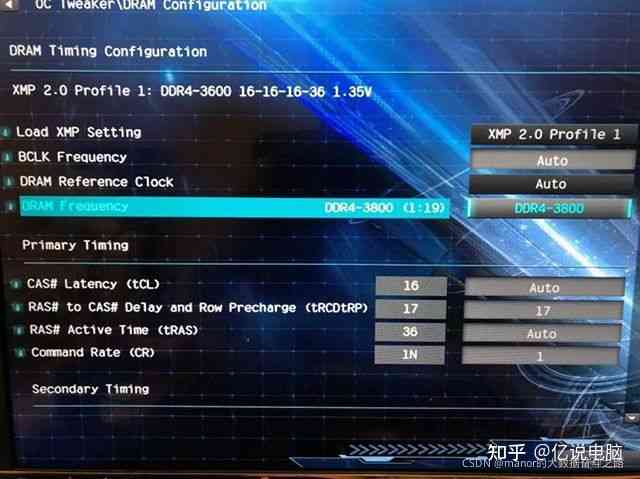 OC Tweaker\DRAM Configuration
DRAM Timing Configuration
XMP 2.0 Profile 1: DDR4-3600 16-16-16-36 1.35V
Load XMP Setting XMP 2.0 Profile 1
BCLK Frequency Auto
DRAM Reference Clock Auto
DRAM Frequency DDR4-3800 (1:19) DDR4-3800
Primary Timing
CAS# Latency (tCL) 16 Auto
RAS# to CAS# Delay and Row Precharge (tRCDtRP) 17 17
RAS# Active Time (tRAS) 36 Auto
Command Rate (CR) 1N 1
Secondary Timing
知乎 @亿说电脑
CSDN @manor的大数据奋斗之路